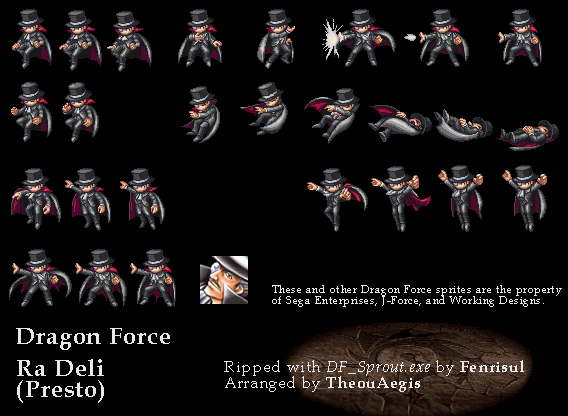 These and other Dragon Force sprites are the property
of Sega Enterprises, J-Force, and Working Designs.
Dragon Force
Ra Deli
(Presto)
Ripped with DF_Sprout.exe by Fenrisul
Arranged by TheouAegis